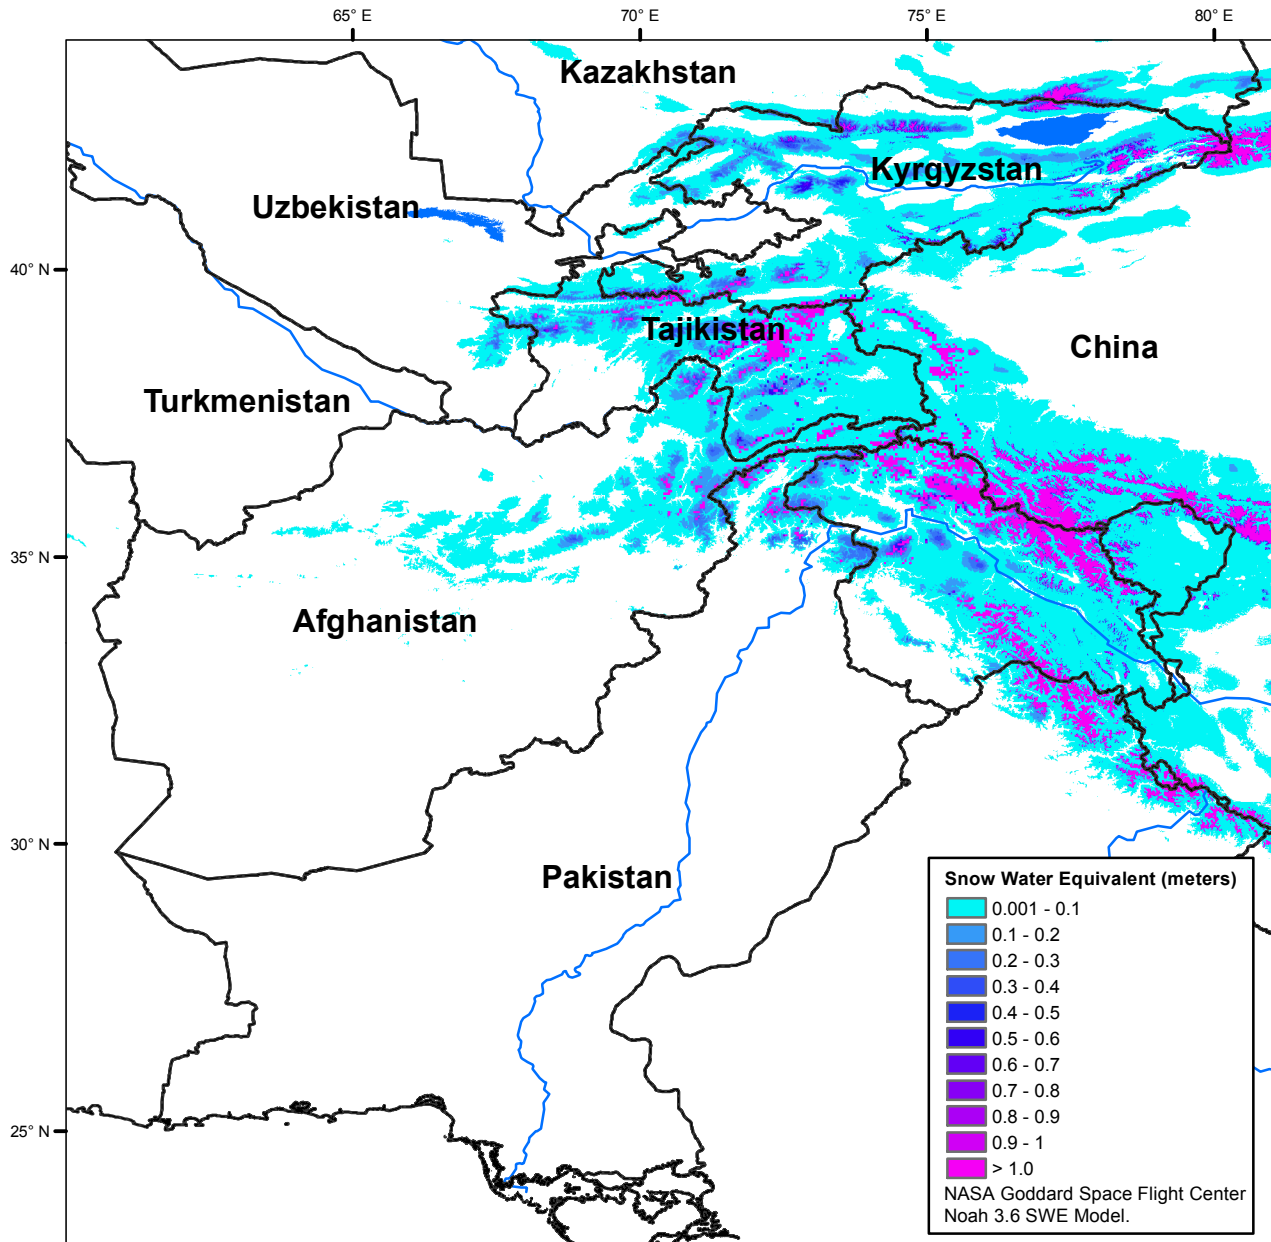 65° E
70° E
75° E
80° E
Kazakhstan
Kyrgyzstan
Uzbekistan
40° N
Tajikistan
China
Turkmenistan
35° N
Afghanistan
30° N
Pakistan
25° N
Snow Water Equivalent (meters)
0.001 - 0.1
0.1 - 0.2
0.2 - 0.3
0.3 - 0.4
0.4 - 0.5
0.5 - 0.6
0.6 - 0.7
0.7 - 0.8
0.8 - 0.9
0.9 - 1
> 1.0
NASA Goddard Space Flight Center
Noah 3.6 SWE Model.